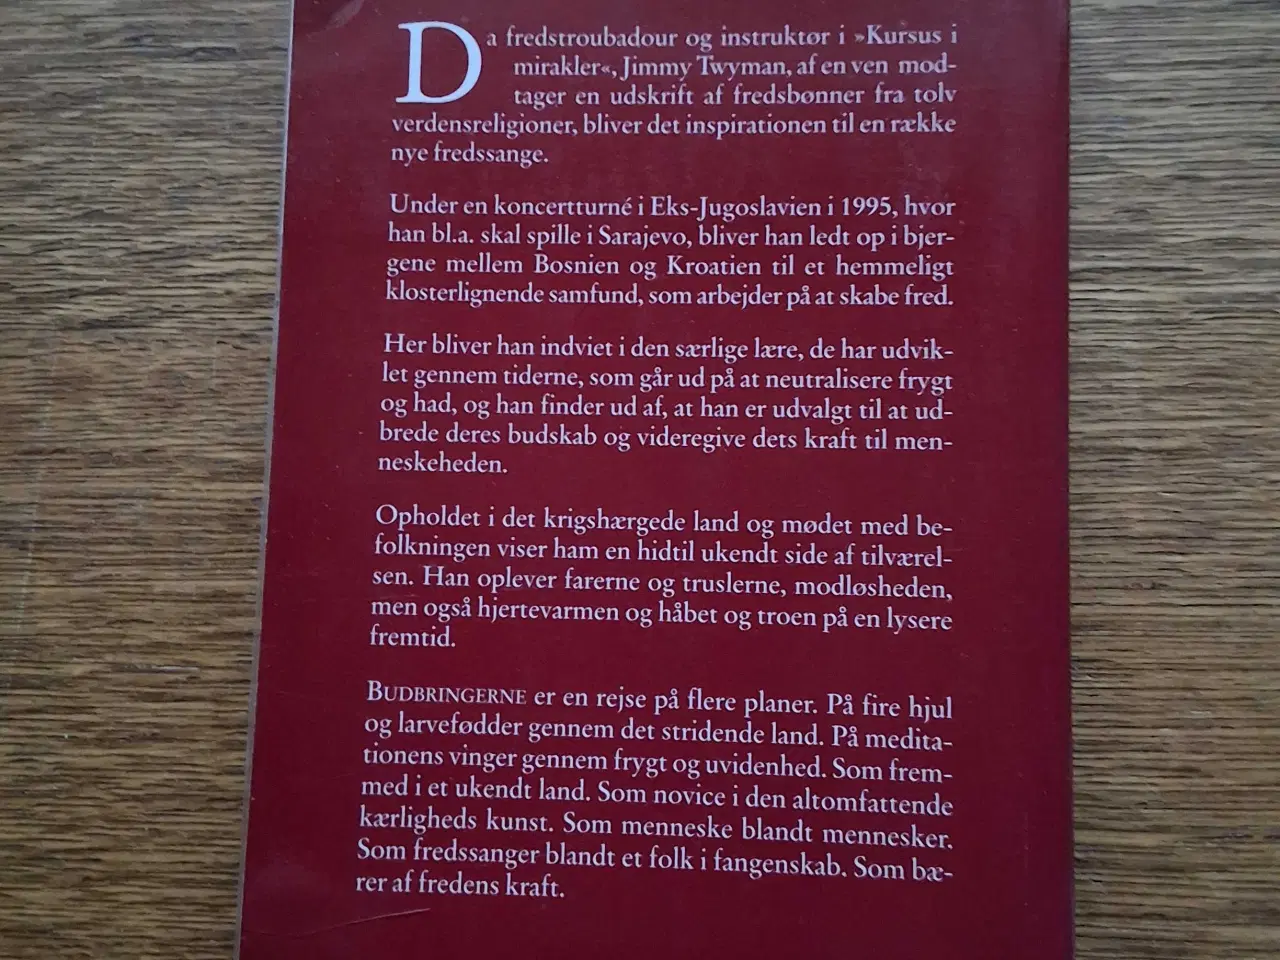 Da fredstroubadour og instruktør i »Kursus i
mirakler«, Jimmy Twyman, af en ven mod-
tager en udskrift af fredsbønner fra tolv
verdensreligioner, bliver det inspirationen til en række
nye fredssange.
Under en koncertturné i Eks-Jugoslavien i 1995, hvor
han bl.a. skal spille i Sarajevo, bliver han ledt op i bjer-
gene mellem Bosnien og Kroatien til et hemmeligt
klosterlignende samfund, som arbejder på at skabe fred.
Her bliver han indviet i den særlige lære, de har udvik-
let gennem tiderne, som går ud på at neutralisere frygt
og had, og han finder ud af, at han er udvalgt til at ud-
brede deres budskab og videregive dets kraft til men-
neskeheden.
Opholdet i det krigshærgede land og mødet med be-
folkningen viser ham en hidtil ukendt side af tilværel-
sen. Han oplever farerne og truslerne, modløsheden,
men også hjertevarmen og håbet og troen på en lysere
fremtid.
BUDBRINGERNE er en rejse på flere planer. På fire hjul
og larvefødder gennem det stridende land. På medita-
tionens vinger gennem frygt og uvidenhed. Som frem-
med i et ukendt land. Som novice i den altomfattende
kærligheds kunst. Som menneske blandt mennesker.
Som fredssanger blandt et folk i fangenskab. Som bæ-
rer af fredens kraft.